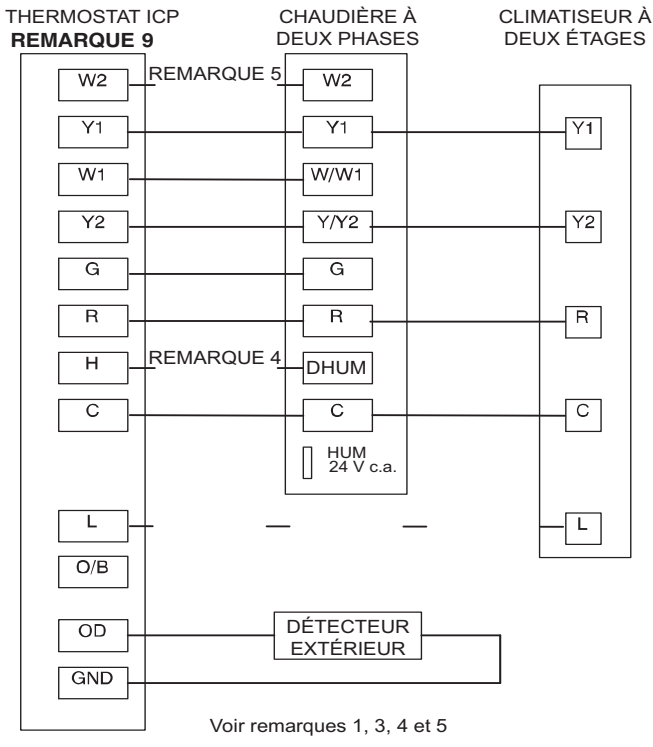 THERMOSTAT ICP
REMARQUE 9
CHAUDIÈRE À
DEUX PHASES
CLIMATISEUR À
DEUX ÉTAGES
W2 REMARQUE 5 W2
Y1 Y1 Y1
W1 W/W1
Y2 Y/Y2 Y2
G G
R R R
H REMARQUE 4 DHUM
C C C
HUM
24 V c.a.
L L
O/B
OD DÉTECTEUR
EXTÉRIEUR
GND
Voir remarques 1, 3, 4 et 5